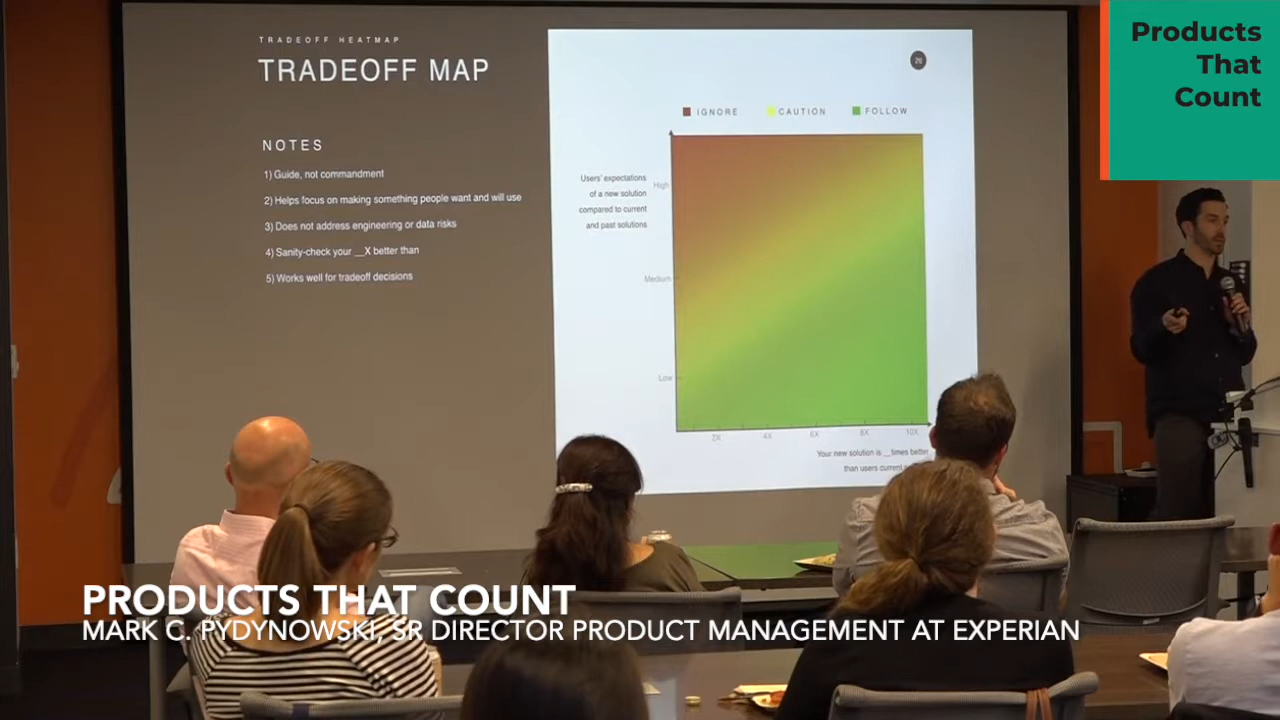 TRADEOFF HEATMAP
TRADEOFF MAP
NOTES
1) Guide, not commandment
2) Helps focus on making something people want and will use
3) Does not address engineering or data risks
4) Sanity-check your __X better than
5) Works well for tradeoff decisions
IGNORE CAUTION FOLLOW
Users' expectations
of a new solution
compared to current
and past solutions
High
Medium
Low
2X 4X 6X 8X 10X
Your new solution is __times better
than users current
Products
That
Count
PRODUCTS THAT COUNT
MARK C. PYDYNOWSKI, SR DIRECTOR PRODUCT MANAGEMENT AT EXPERIAN